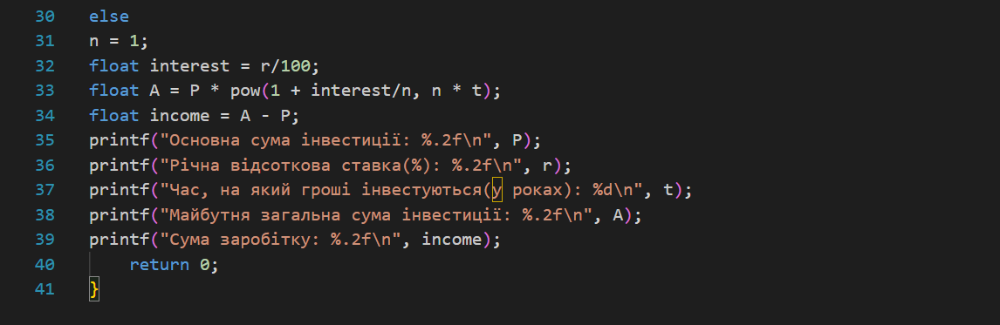 30 else
31 n = 1;
32 float interest = r/100;
33 float A = P * pow(1 + interest/n, n * t);
34 float income = A - P;
35 printf("Основна сума інвестиції: %.2f\n", P);
36 printf("Річна відсоткова ставка(%): %.2f\n", r);
37 printf("Час, на який гроші інвестуються(у роках): %d\n", t);
38 printf("Майбутня загальна сума інвестиції: %.2f\n", A);
39 printf("Сума заробітку: %.2f\n", income);
40     return 0;
41 }